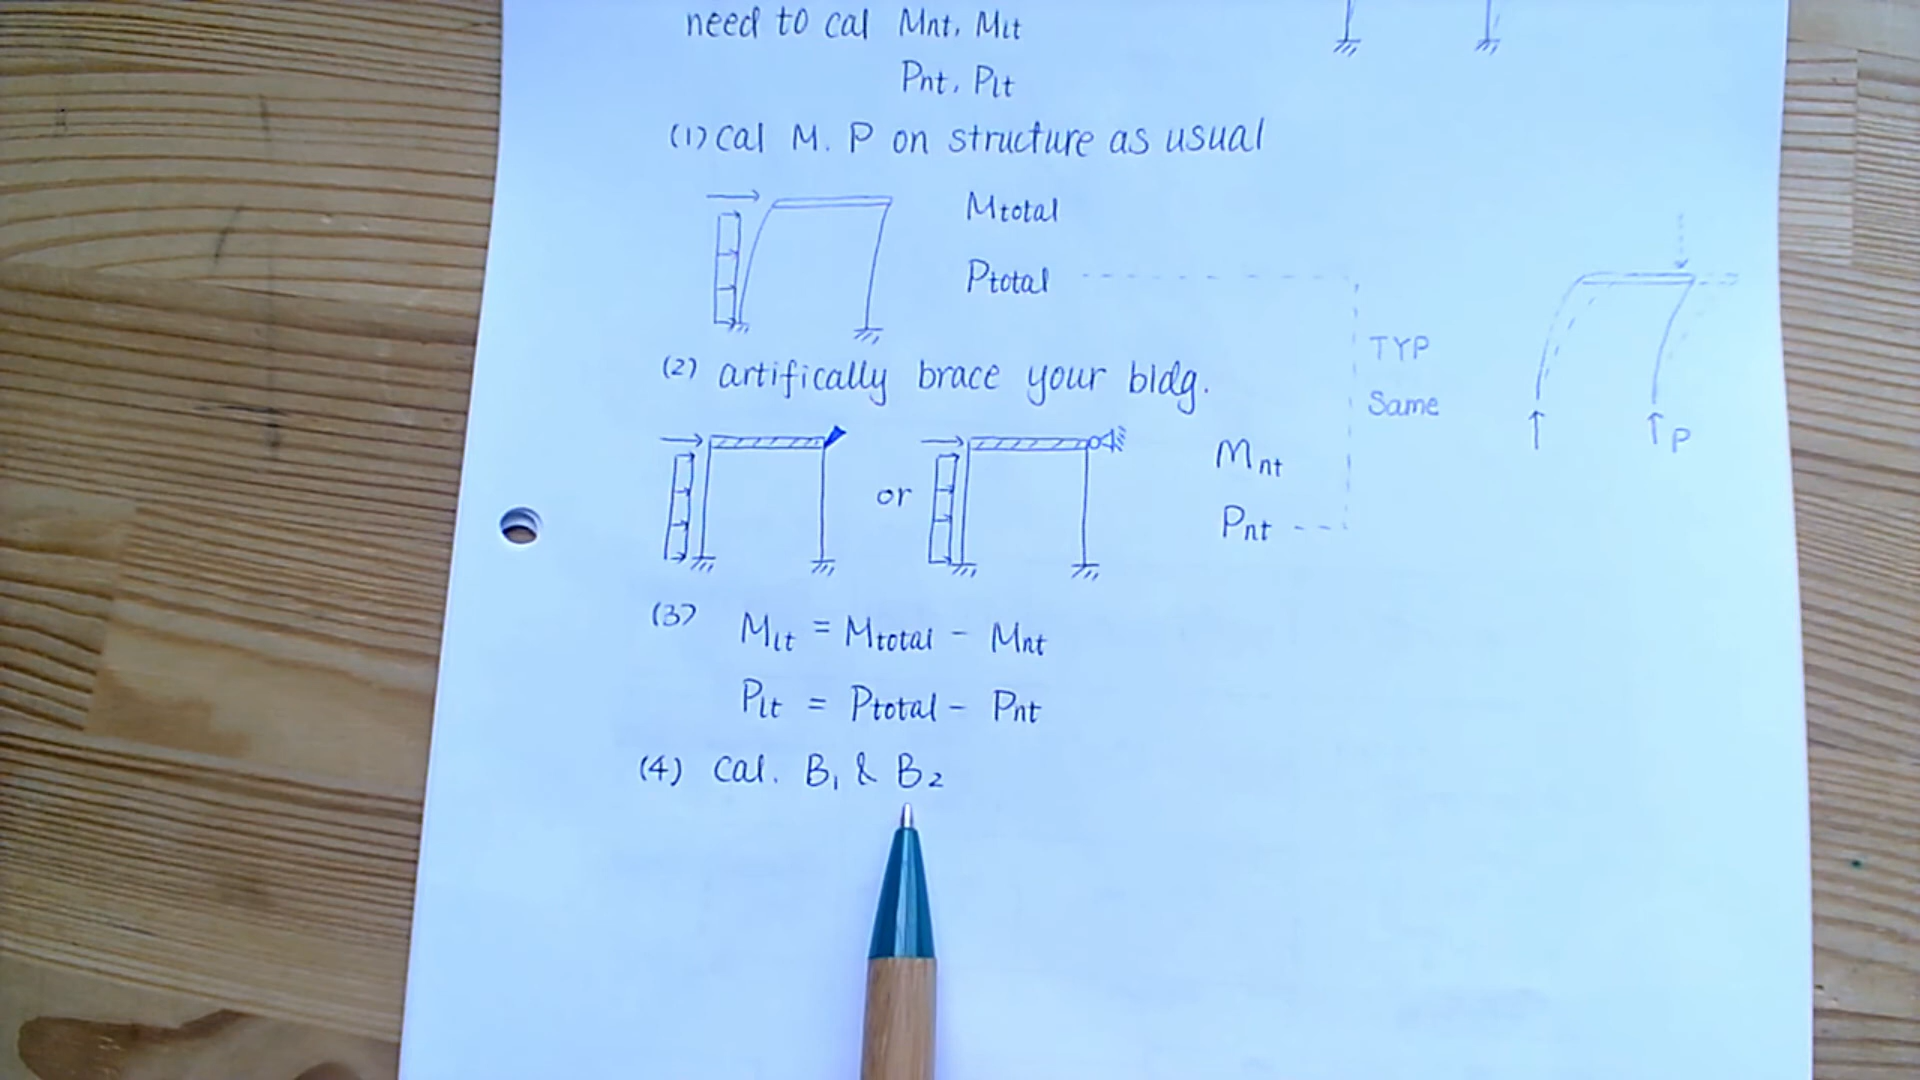 need to cal Mnt, Mlt
Pnt, Plt
(1) cal M. P on structure as usual
Mtotal
Ptotal
(2) artifically brace your bldg.
TYP
Same
P
or
Mnt
Pnt
(3) Mlt = Mtotal - Mnt
Plt = Ptotal - Pnt
(4) cal. B1 & B2